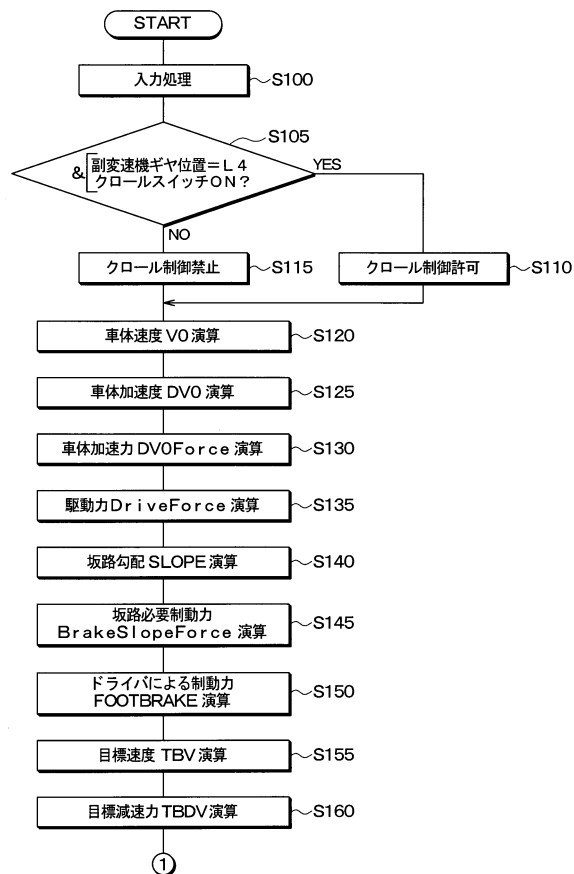 START
入力処理
S100
S105
&[副変速機ギヤ位置=L4
クロールスイッチON?
YES
NO
クロール制御禁止
S115
クロール制御許可
S110
車体速度 V0 演算
S120
車体加速度 DV0 演算
S125
車体加速力 DV0Force 演算
S130
駆動力 DriveForce 演算
S135
坂路勾配 SLOPE 演算
S140
坂路必要制動力
BrakeSlopeForce 演算
S145
ドライバによる制動力
FOOTBRAKE 演算
S150
目標速度 TBV 演算
S155
目標減速力 TBDV 演算
S160
1